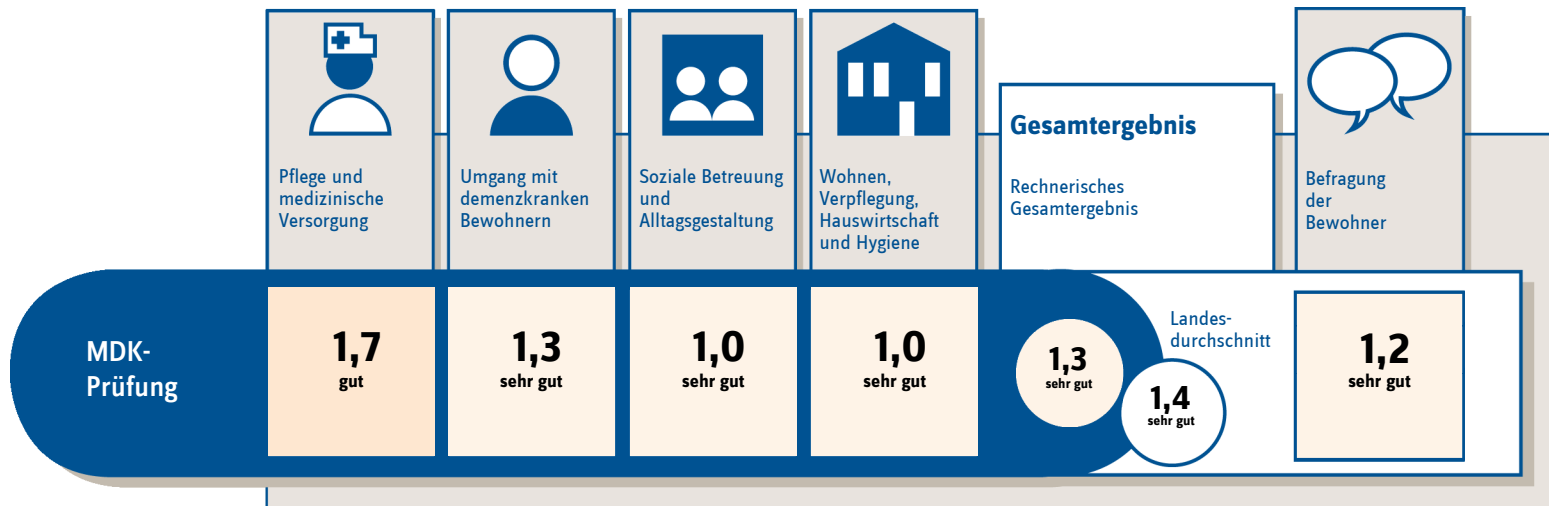 Pflege und
medizinische
Versorgung
Umgang mit
demenzkranken
Bewohnern
Soziale Betreuung
und
Alltagsgestaltung
Wohnen,
Verpflegung,
Hauswirtschaft
und Hygiene
Gesamtergebnis
Rechnerisches
Gesamtergebnis
Befragung
der
Bewohner
MDK-
Prüfung
1,7
gut
1,3
sehr gut
1,0
sehr gut
1,0
sehr gut
1,3
sehr gut
Landes-
durchschnitt
1,4
sehr gut
1,2
sehr gut